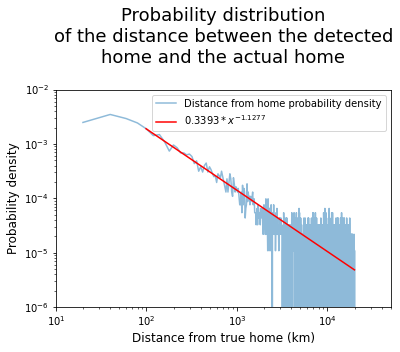 Probability distribution
of the distance between the detected
home and the actual home
Distance from home probability density
0.3393 * x^{-1.1277}
10^{-2}
10^{-3}
10^{-4}
10^{-5}
10^{-6}
Probability density
10^{1}
10^{2}
10^{3}
10^{4}
Distance from true home (km)